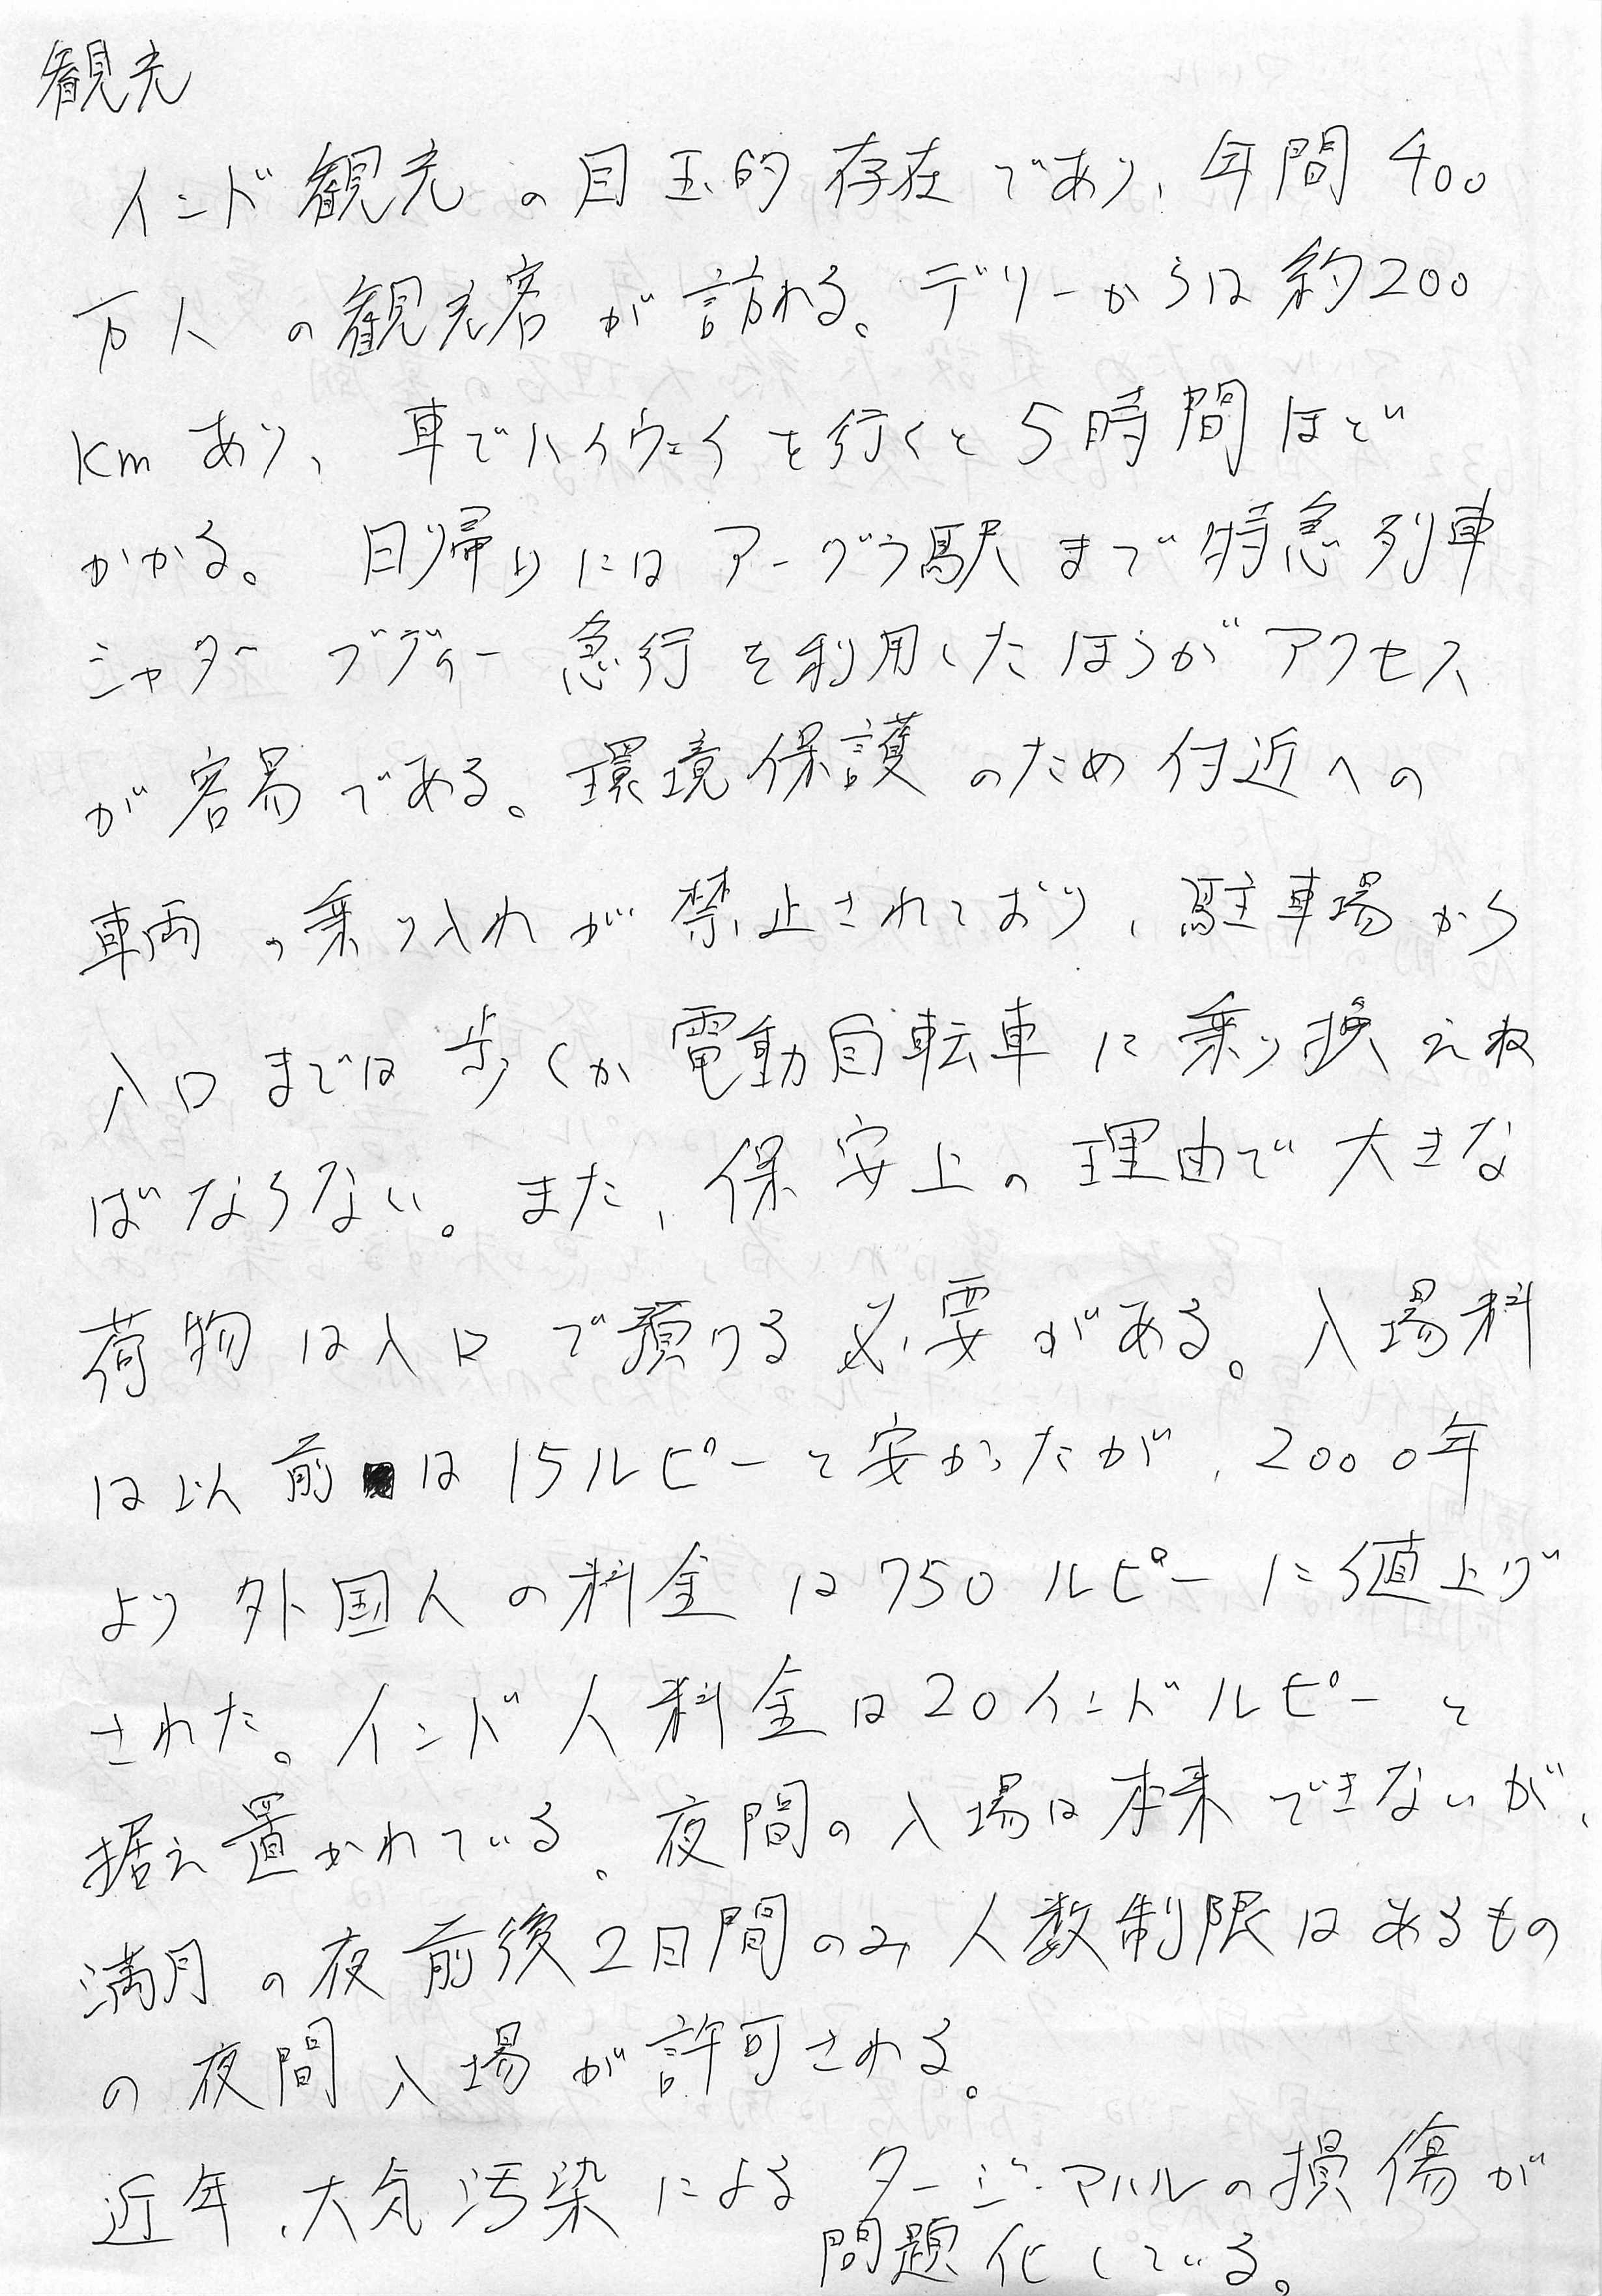 観光
インド観光の目玉的存在であり、年間400
万人の観光客が訪れる。デリーからは約200
kmあり、車でハイウェイを行くと5時間ほど
かかる。日帰りにはアーグラ駅まで特急列車
シャターブディー急行を利用したほうがアクセス
が容易である。環境保護のため付近への
車両の乗り入れが禁止されており、駐車場から
入口までは歩くか電動自転車に乗り換えね
ばならない。また、保安上の理由で大きな
荷物は入口で預ける必要がある。入場料
は以前は15ルピーと安かったが、2000年
より外国人の料金は750ルピーに値上げ
された。インド人料金は20インドルピーと
据え置かれている。夜間の入場は本来できないが、
満月の夜前後2日間のみ人数制限はあるもの
の夜間入場が許可される。
近年、大気汚染によるタージ・マハルの損傷が
問題化している。